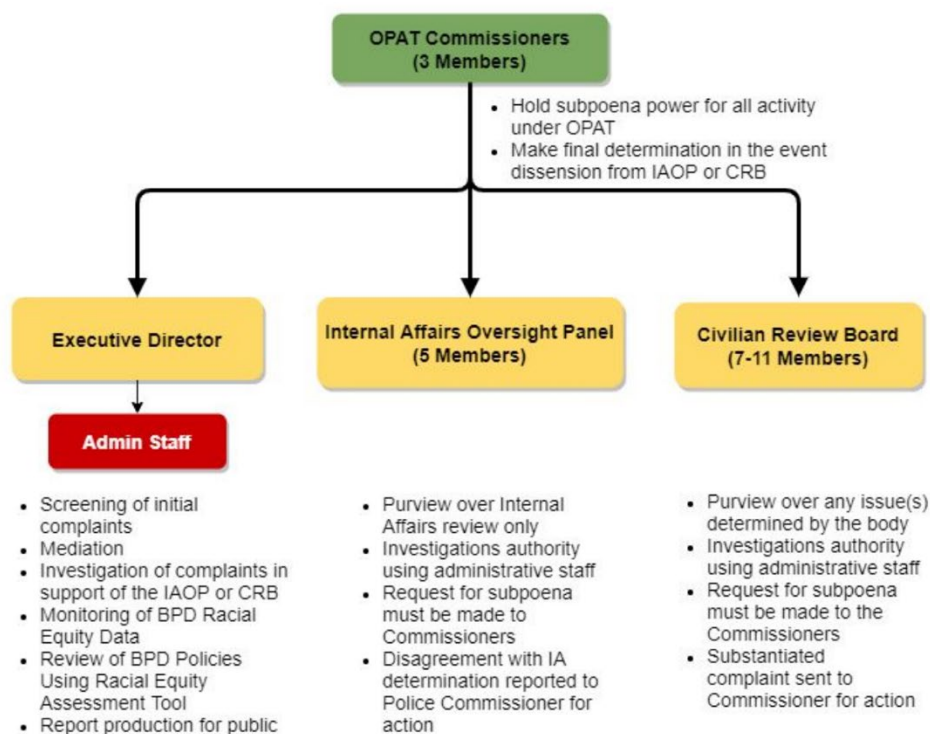 OPAT Commissioners
(3 Members)
• Hold subpoena power for all activity
under OPAT
• Make final determination in the event
dissension from IAOP or CRB
Executive Director
Internal Affairs Oversight Panel
(5 Members)
Civilian Review Board
(7-11 Members)
Admin Staff
• Screening of initial
complaints
• Mediation
• Investigation of complaints in
support of the IAOP or CRB
• Monitoring of BPD Racial
Equity Data
• Review of BPD Policies
Using Racial Equity
Assessment Tool
• Report production for public
• Purview over Internal
Affairs review only
• Investigations authority
using administrative staff
• Request for subpoena
must be made to
Commissioners
• Disagreement with IA
determination reported to
Police Commissioner for
action
• Purview over any issue(s)
determined by the body
• Investigations authority
using administrative staff
• Request for subpoena
must be made to the
Commissioners
• Substantiated
complaint sent to
Commissioner for action